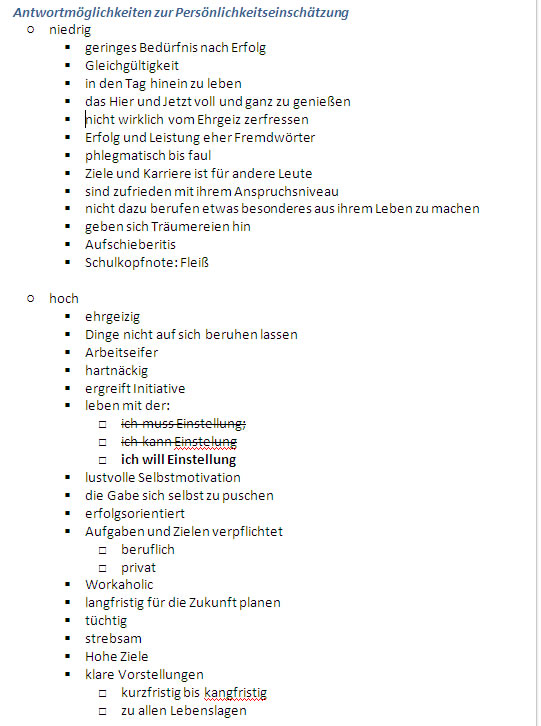 Antwortmöglichkeiten zur Persönlichkeitseinschätzung
niedrig
geringes Bedürfnis nach Erfolg
Gleichgültigkeit
in den Tag hinein zu leben
das Hier und Jetzt voll und ganz zu genießen
nicht wirklich vom Ehrgeiz zerfressen
Erfolg und Leistung eher Fremdwörter
phlegmatisch bis faul
Ziele und Karriere ist für andere Leute
sind zufrieden mit ihrem Anspruchsniveau
nicht dazu berufen etwas besonderes aus ihrem Leben zu machen
geben sich Träumereien hin
Aufschieberitis
Schulkopfnote: Fleiß
hoch
ehrgeizig
Dinge nicht auf sich beruhen lassen
Arbeitseifer
hartnäckig
ergreift Initiative
leben mit der:
ich muss Einstellung;
ich kann Einstelung
ich will Einstellung
lustvolle Selbstmotivation
die Gabe sich selbst zu puschen
erfolgsorientiert
Aufgaben und Zielen verpflichtet
beruflich
privat
Workaholic
langfristig für die Zukunft planen
tüchtig
strebsam
Hohe Ziele
klare Vorstellungen
kurzfristig bis kangfristig
zu allen Lebenslagen